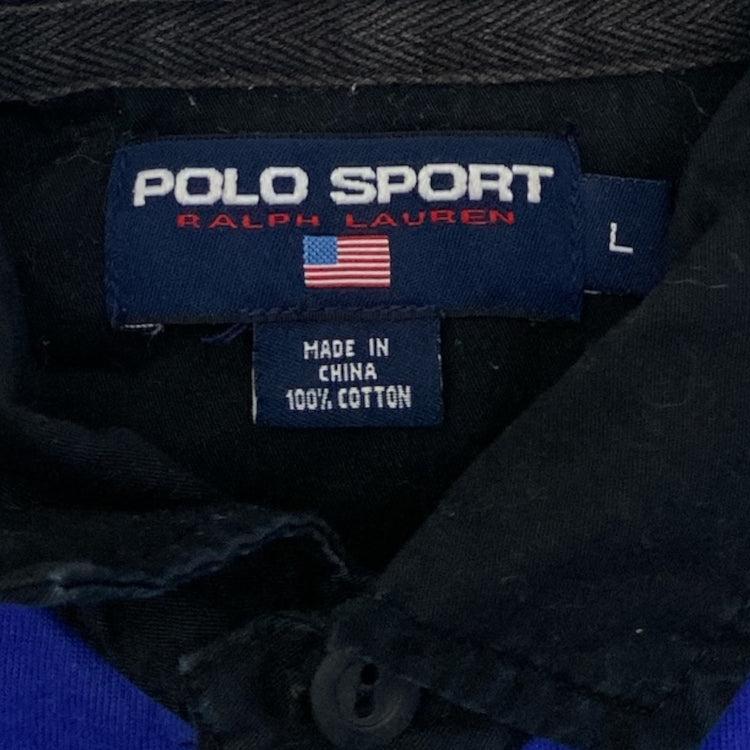 POLO SPORT
RALPH LAUREN
L
MADE IN
CHINA
100% COTTON